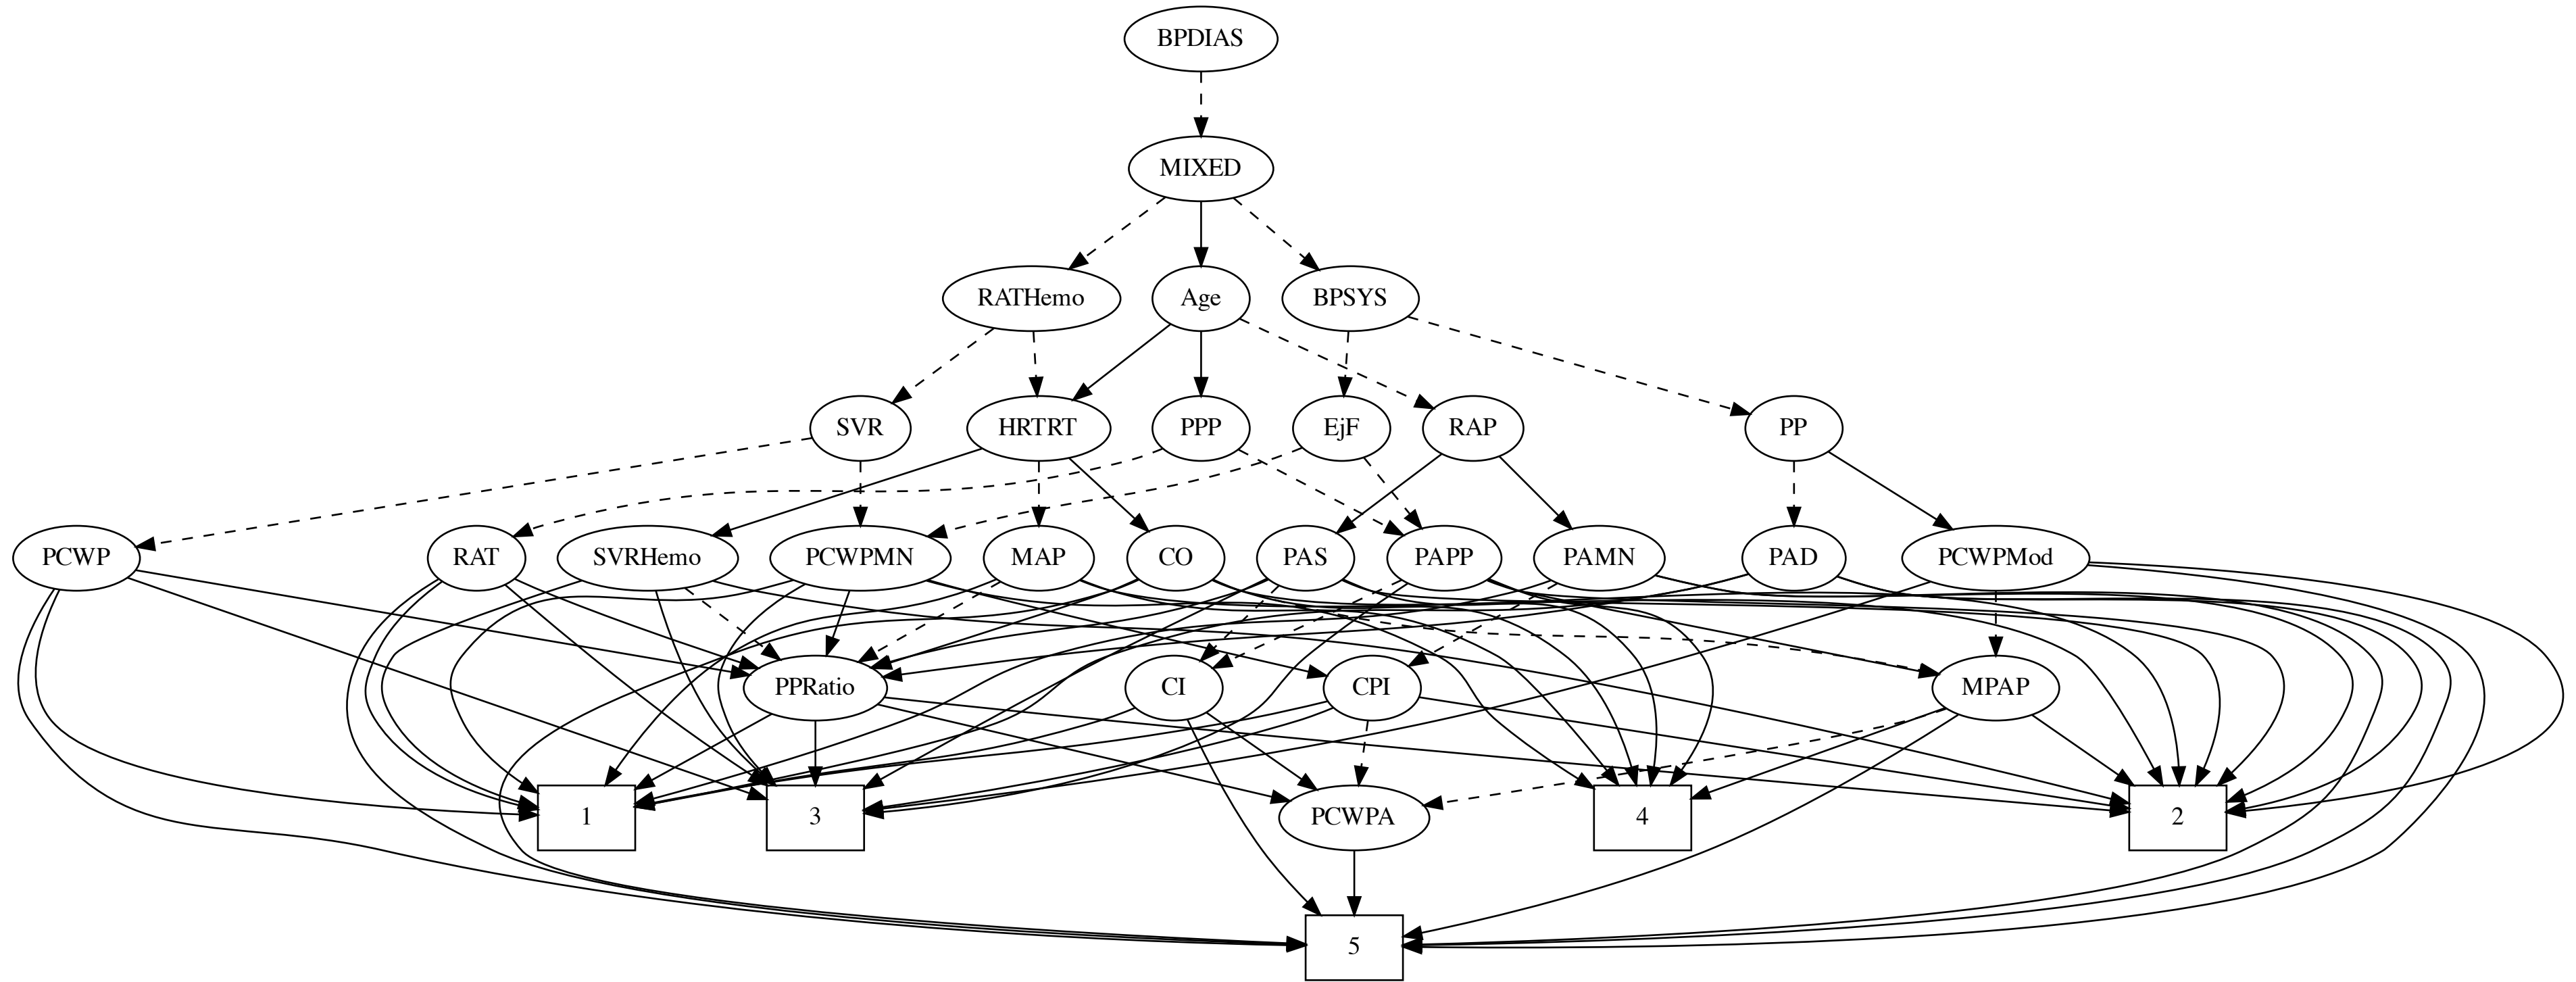 BPDIAS
MIXED
RATHemo
Age
BPSYS
SVR
HRTRT
PPP
EjF
RAP
PP
PCWP
RAT
SVRHemo
PCWPMN
MAP
CO
PAS
PAPP
PAMN
PAD
PCWPMod
PPRatio
CI
CPI
MPAP
1
3
PCWPA
4
2
5